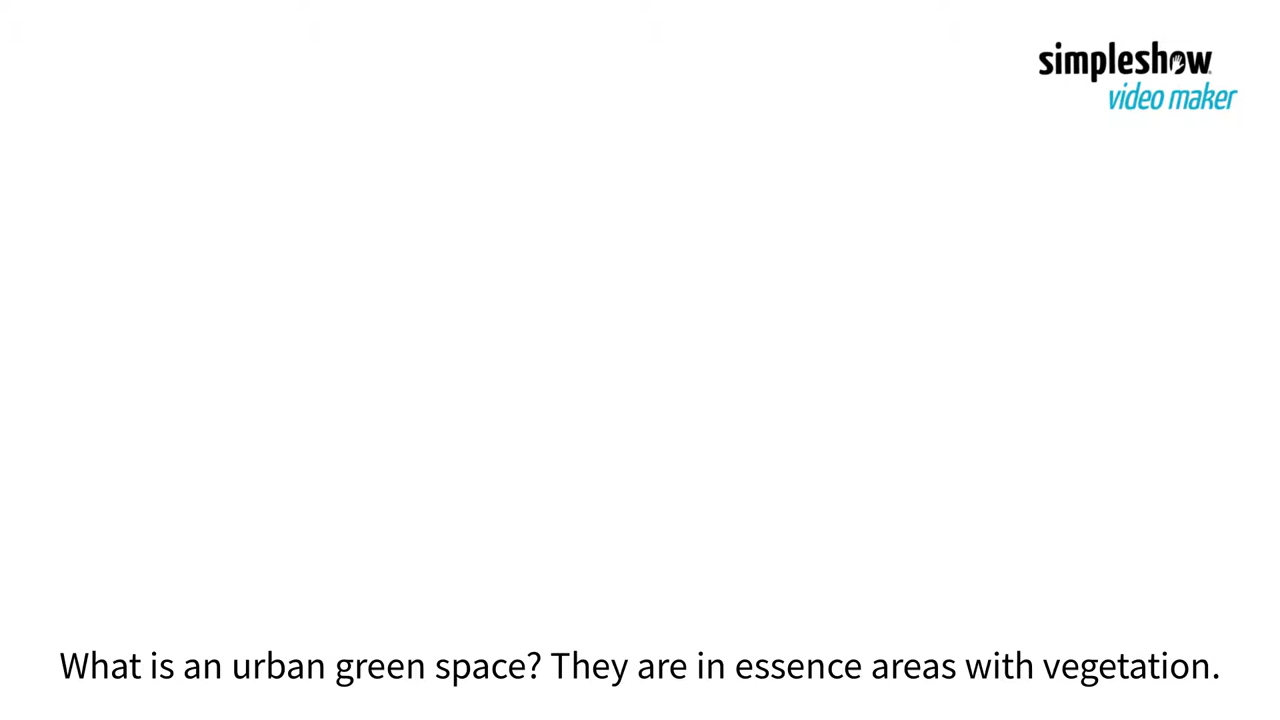 simpleshow
video maker
What is an urban green space? They are in essence areas with vegetation.